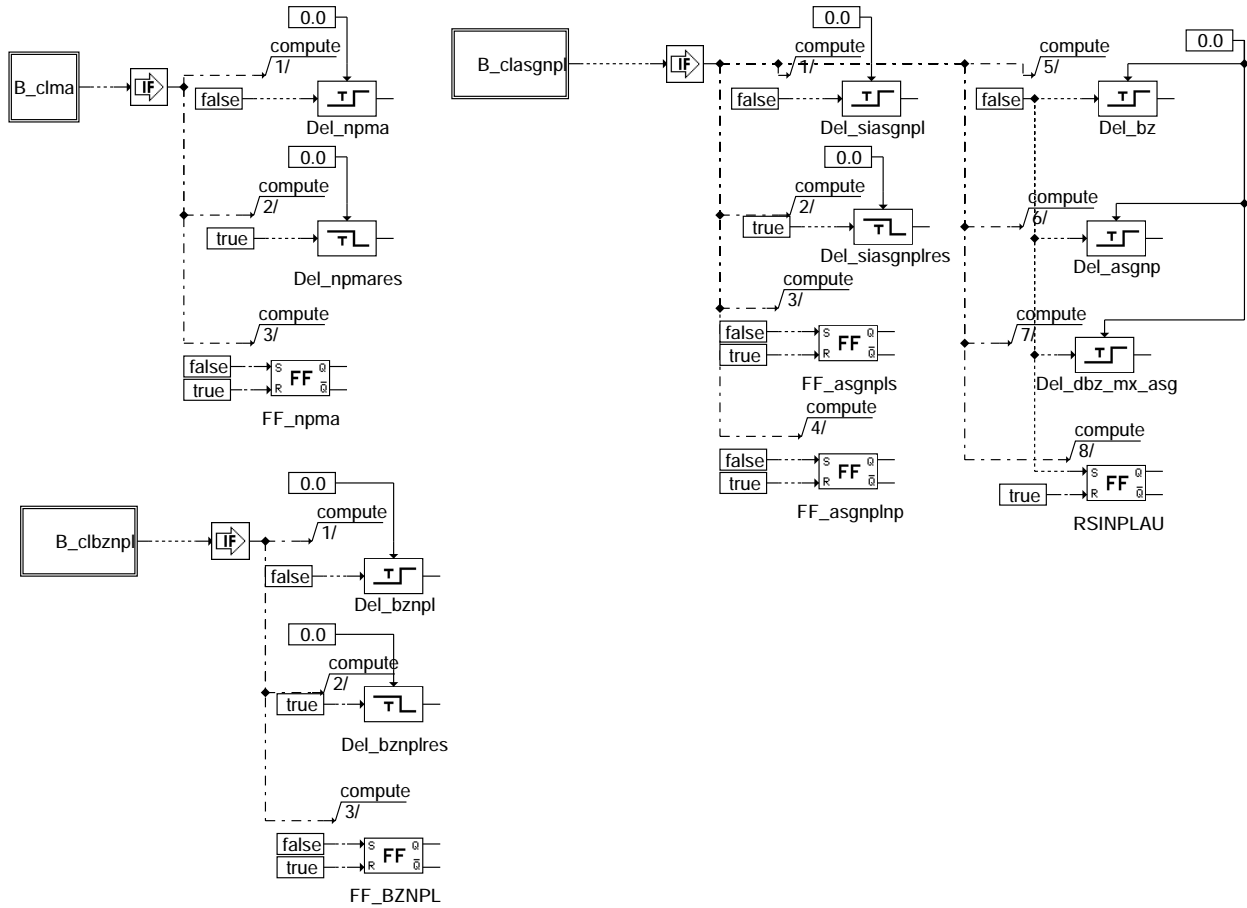 0.0
compute
1/
B_clma
IF
false
T
Del_npma
0.0
compute
2/
true
T
Del_npmares
compute
3/
false
S
FF
Q
true
R
Q̅
FF_npma
0.0
compute
1/
B_clasgnpl
IF
false
T
Del_siasgnpl
0.0
compute
2/
true
T
Del_siasgnplres
compute
3/
false
S
FF
Q
true
R
Q̅
FF_asgnpls
compute
4/
false
S
FF
Q
true
R
Q̅
FF_asgnplnp
0.0
compute
5/
false
T
Del_bz
compute
6/
T
Del_asgnp
compute
7/
T
Del_dbz_mx_asg
compute
8/
S
FF
Q
true
R
Q̅
RSINPLAU
0.0
compute
1/
B_clbznpl
IF
false
T
Del_bznpl
0.0
compute
2/
true
T
Del_bznplres
compute
3/
false
S
FF
Q
true
R
Q̅
FF_BZNPL